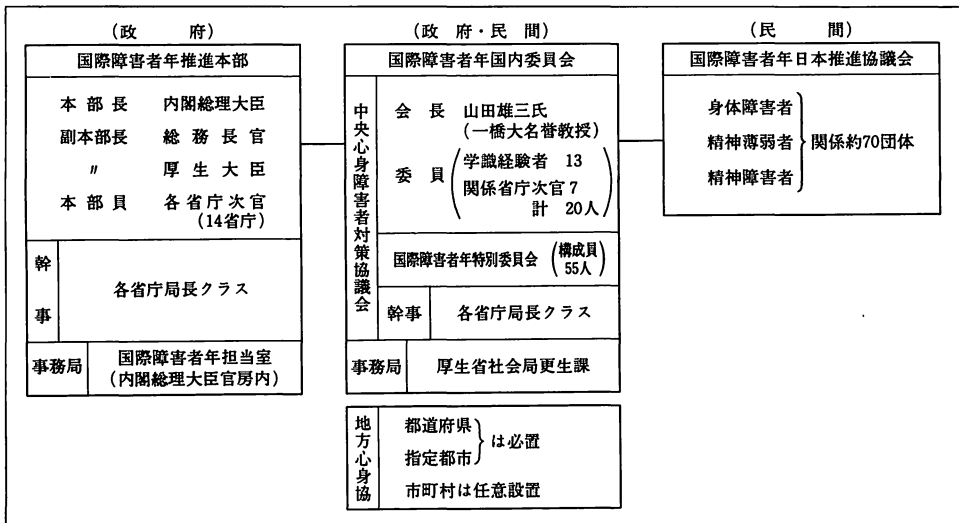 （政　　府）
国際障害者年推進本部
本部長　内閣総理大臣
副本部長　総務長官
〃　厚生大臣
本部員　各省庁次官
（14省庁）
幹事
各省庁局長クラス
事務局
国際障害者年担当室
（内閣総理大臣官房内）
（政府・民間）
国際障害者年国内委員会
中央心身障害者対策協議会
会長　山田雄三氏
（一橋大名誉教授）
委員
学識経験者　13
関係省庁次官　7
計　20人
国際障害者年特別委員会（構成員55人）
幹事　各省庁局長クラス
事務局　厚生省社会局更生課
地方心身協
都道府県
指定都市
は必置
市町村は任意設置
（民　　間）
国際障害者年日本推進協議会
身体障害者
精神薄弱者
精神障害者
関係約70団体